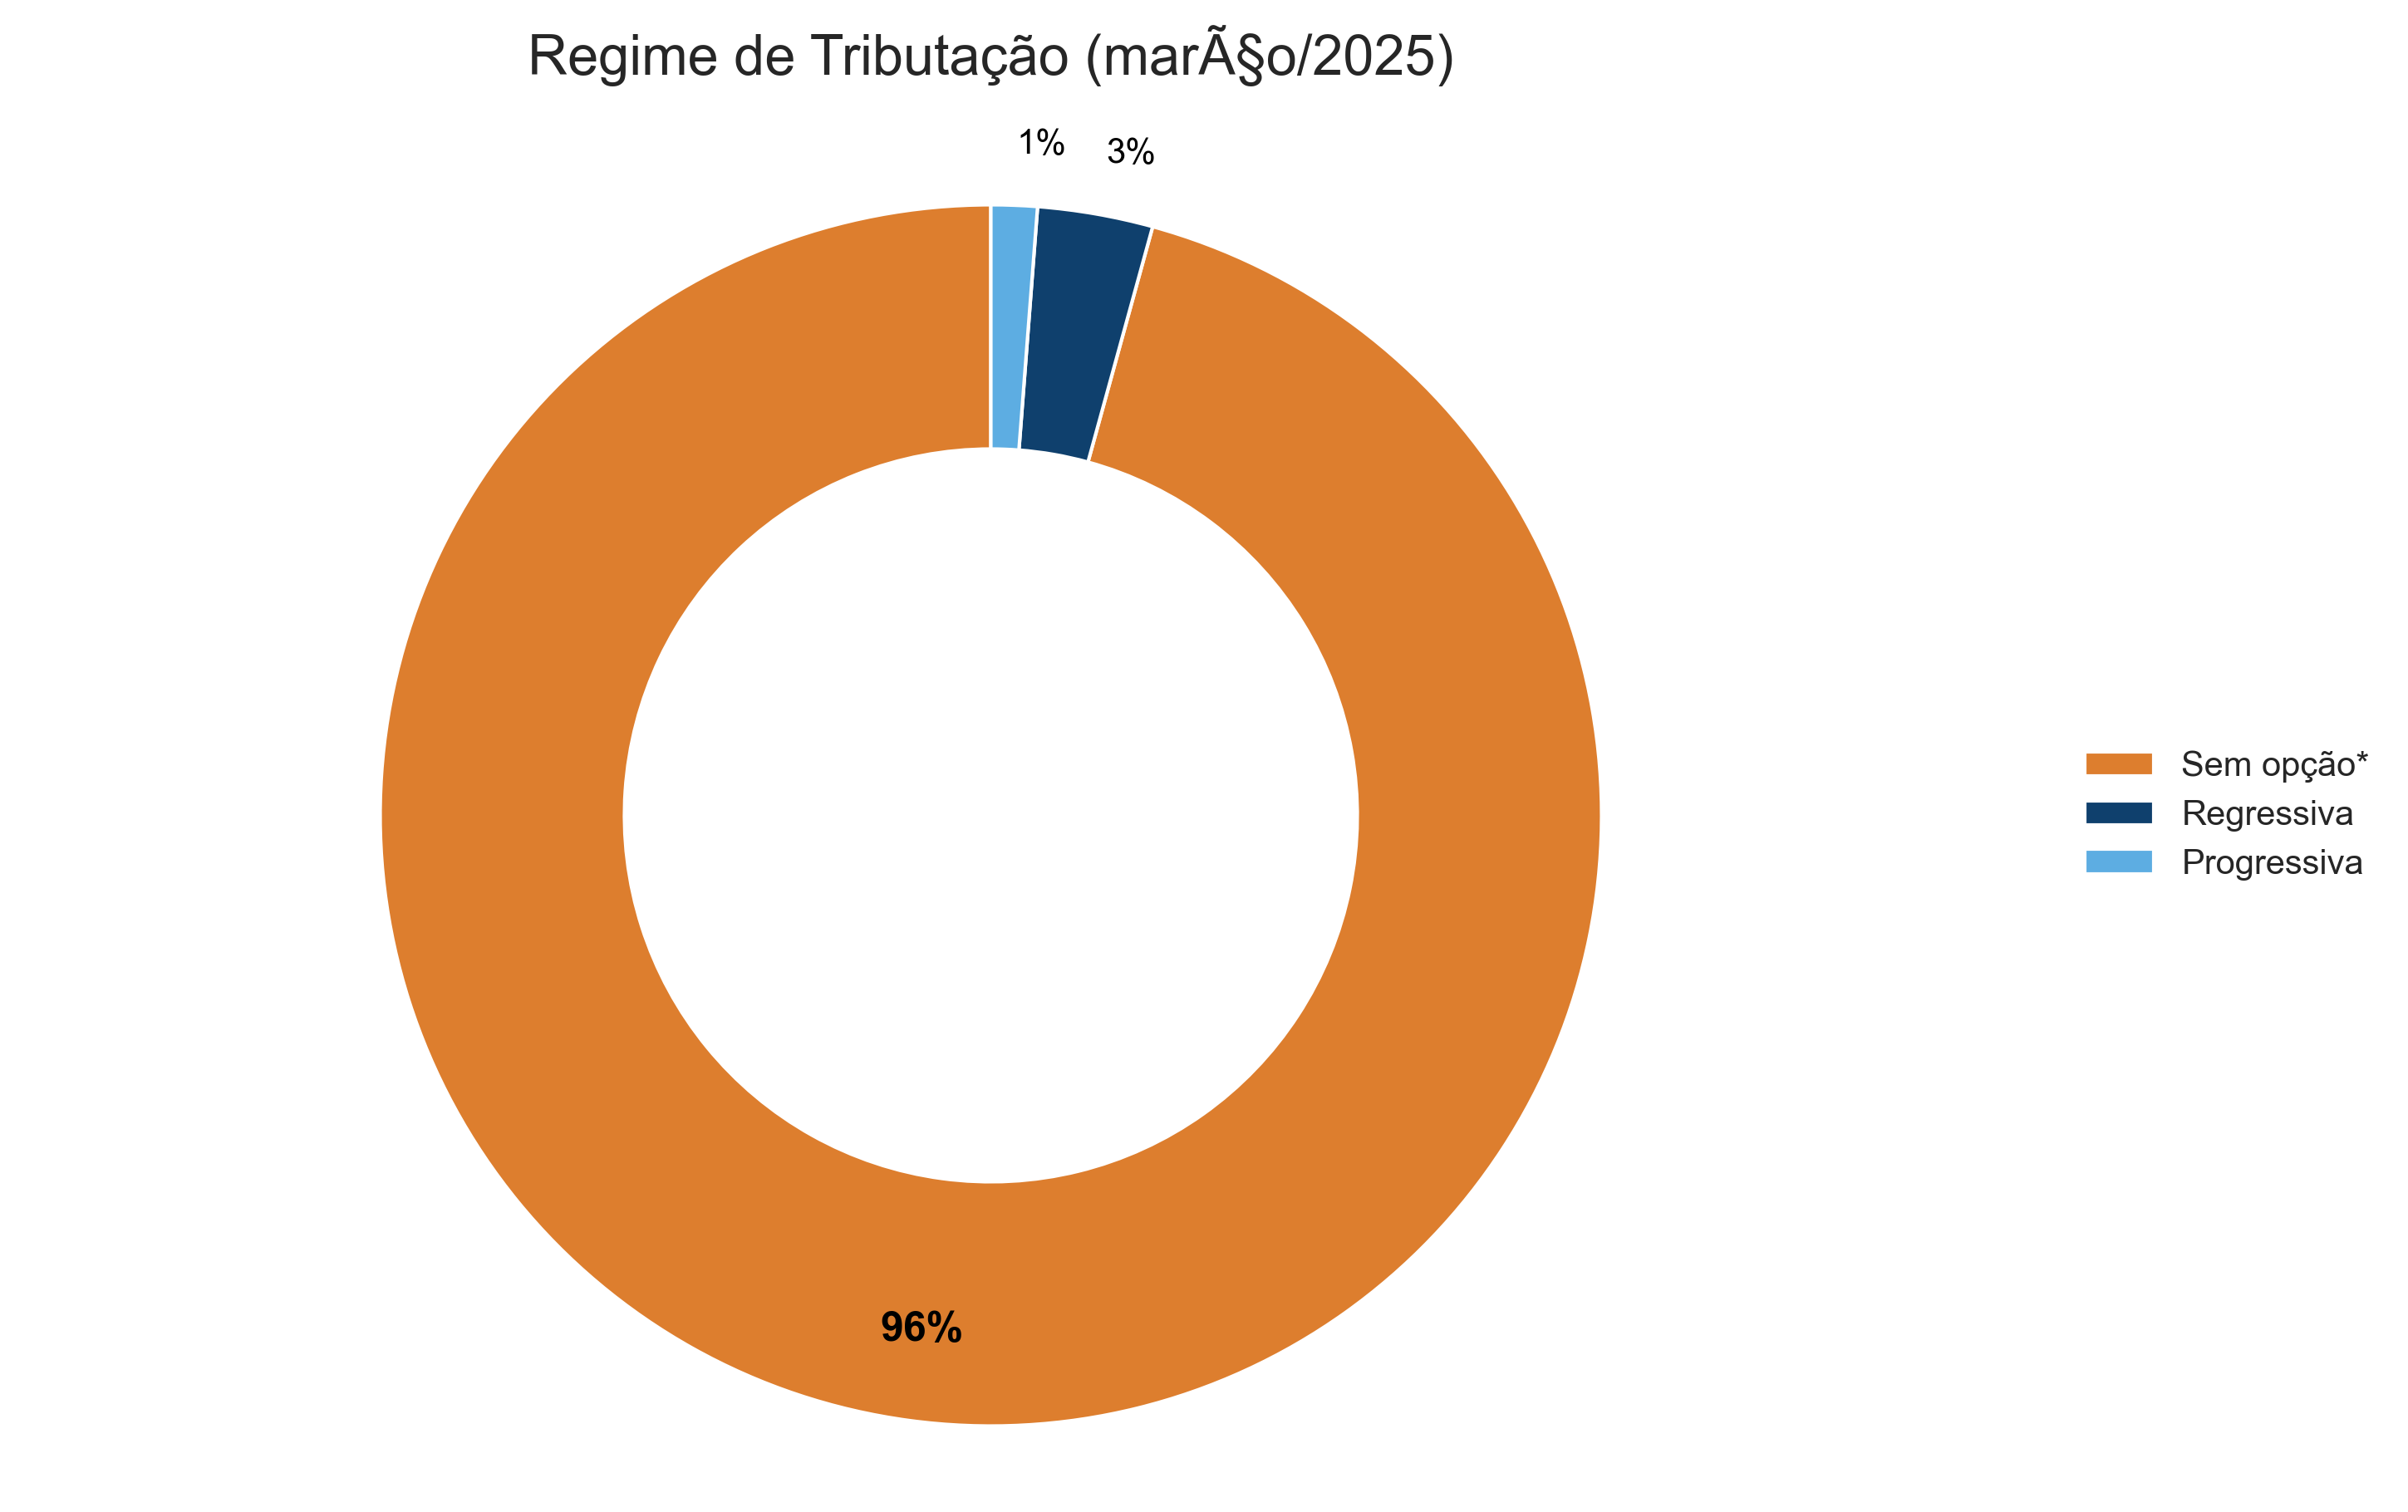 Regime de Tributação (marÃ§o/2025)
1%
3%
Sem opção*
Regressiva
Progressiva
96%